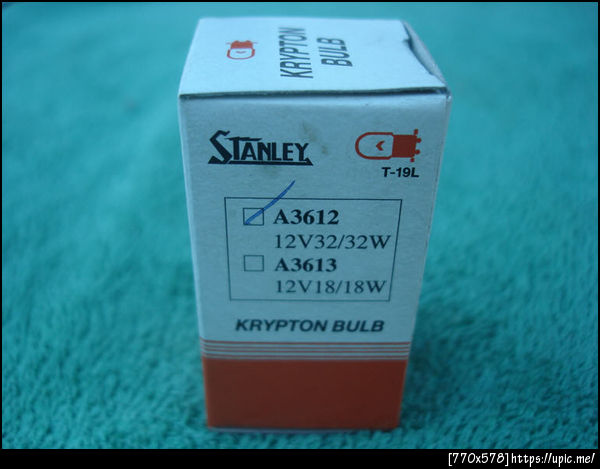 KRYPTON
BULB
STANLEY
T-19L
A3612
12V32/32W
A3613
12V18/18W
KRYPTON BULB
[770x578]https://upic.me/